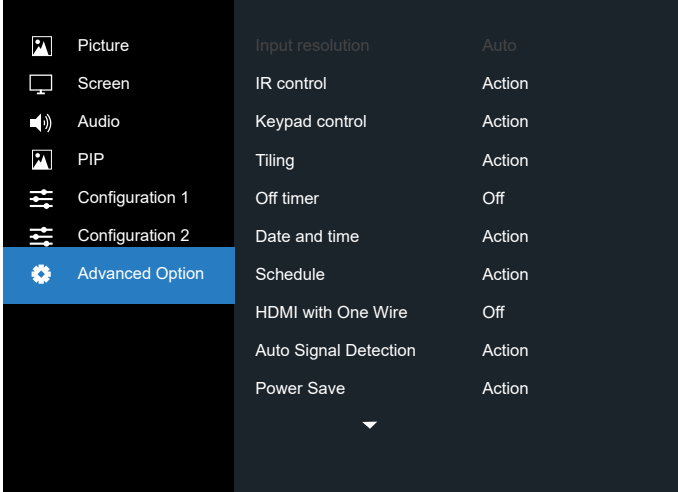 Picture
Screen
Audio
PIP
Configuration 1
Configuration 2
Advanced Option
Input resolution Auto
IR control Action
Keypad control Action
Tiling Action
Off timer Off
Date and time Action
Schedule Action
HDMI with One Wire Off
Auto Signal Detection Action
Power Save Action